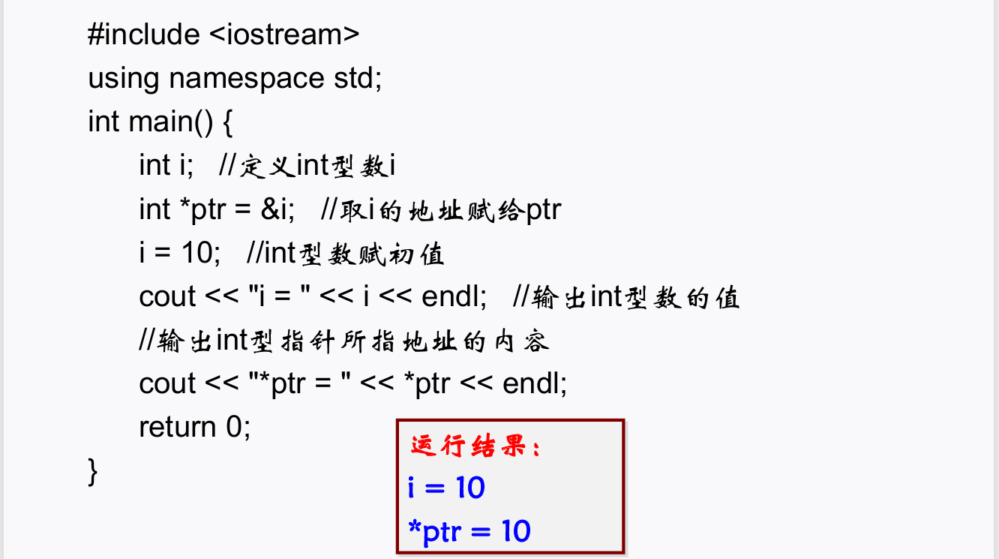 #include <iostream>
using namespace std;
int main() {
int i;   //定义int型数i
int *ptr = &i;   //取i的地址赋给ptr
i = 10;   //int型数赋初值
cout << "i = " << i << endl;   //输出int型数的值
//输出int型指针所指地址的内容
cout << "*ptr = " << *ptr << endl;
return 0;
}
运行结果：
i = 10
*ptr = 10